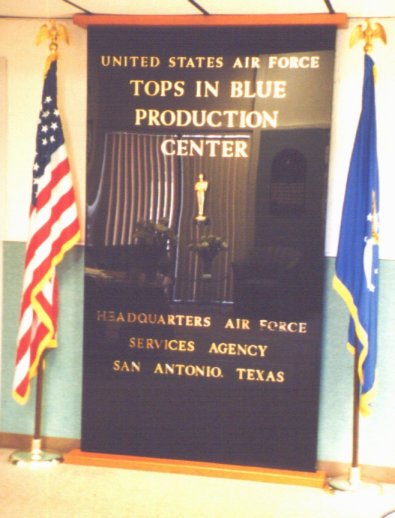 UNITED STATES AIR FORCE
TOPS IN BLUE
PRODUCTION
CENTER
HEADQUARTERS AIR FORCE
SERVICES AGENCY
SAN ANTONIO, TEXAS